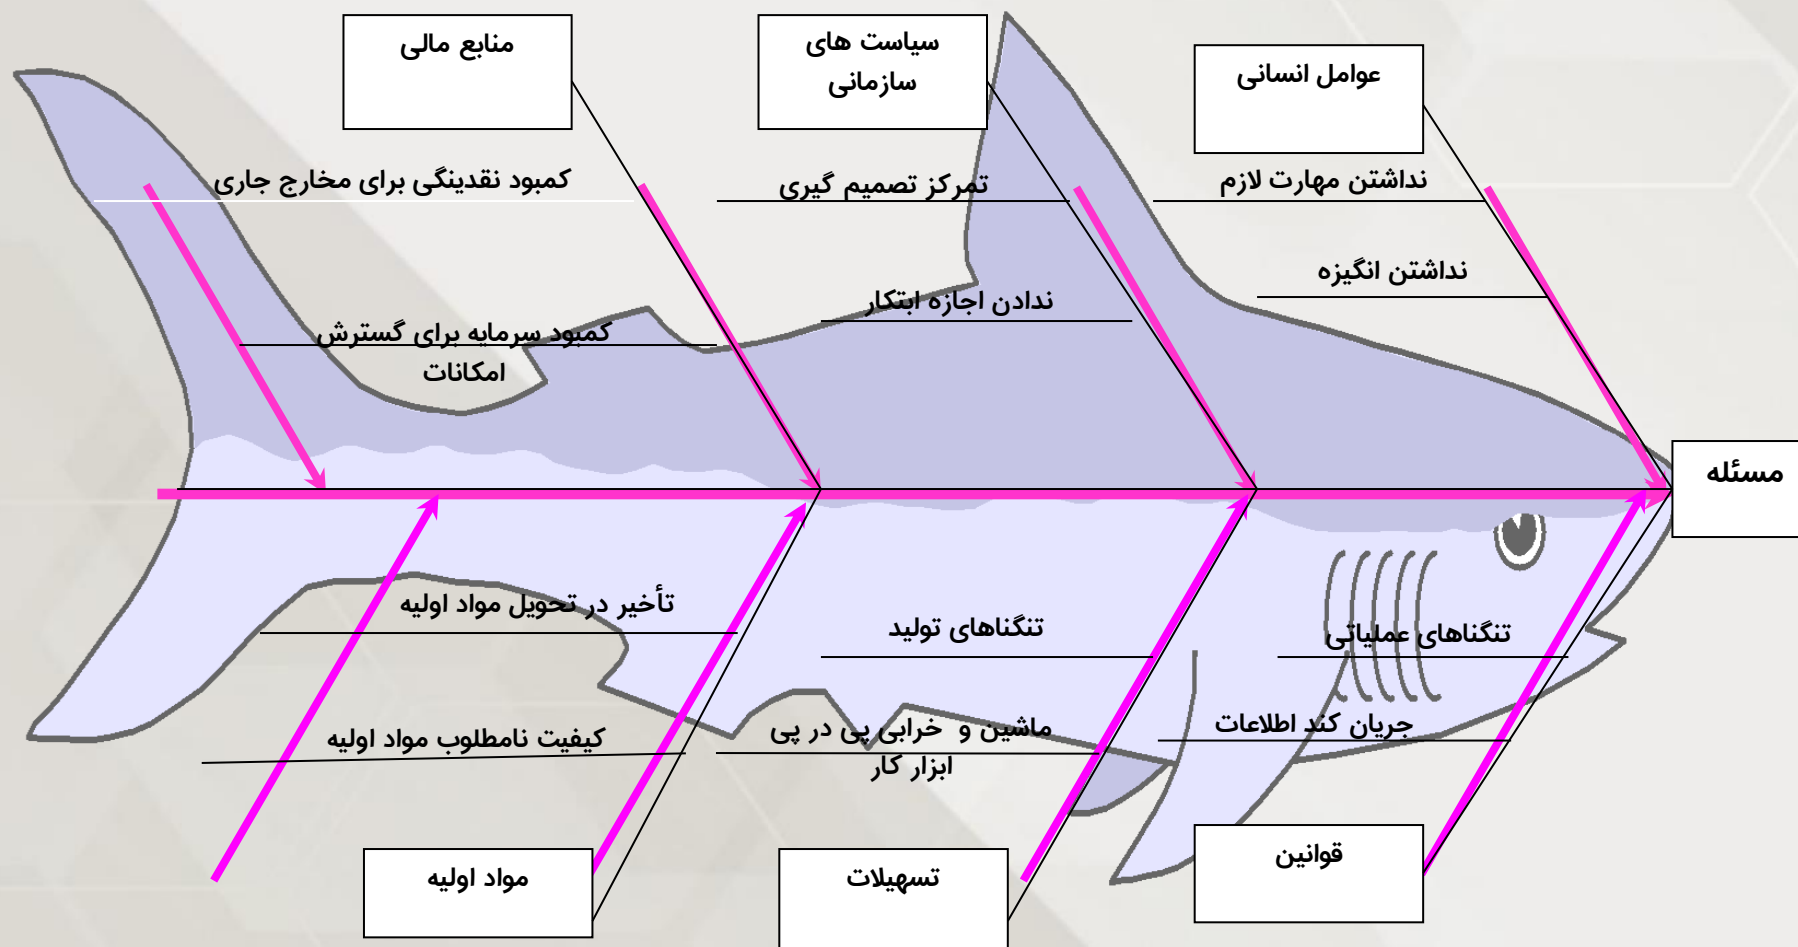 عوامل انسانی
سیاست های
سازمانی
منابع مالی
نداشتن مهارت لازم
تمرکز تصمیم گیری
کمبود نقدینگی برای مخارج جاری
نداشتن انگیزه
ندادن اجازه ابتکار
کمبود سرمایه برای گسترش
امکانات
مسئله
تنگناهای عملیاتی
تنگناهای تولید
تأخیر در تحویل مواد اولیه
جریان کند اطلاعات
ماشین و خرابی پی در پی
ابزار کار
کیفیت نامطلوب مواد اولیه
قوانین
تسهیلات
مواد اولیه